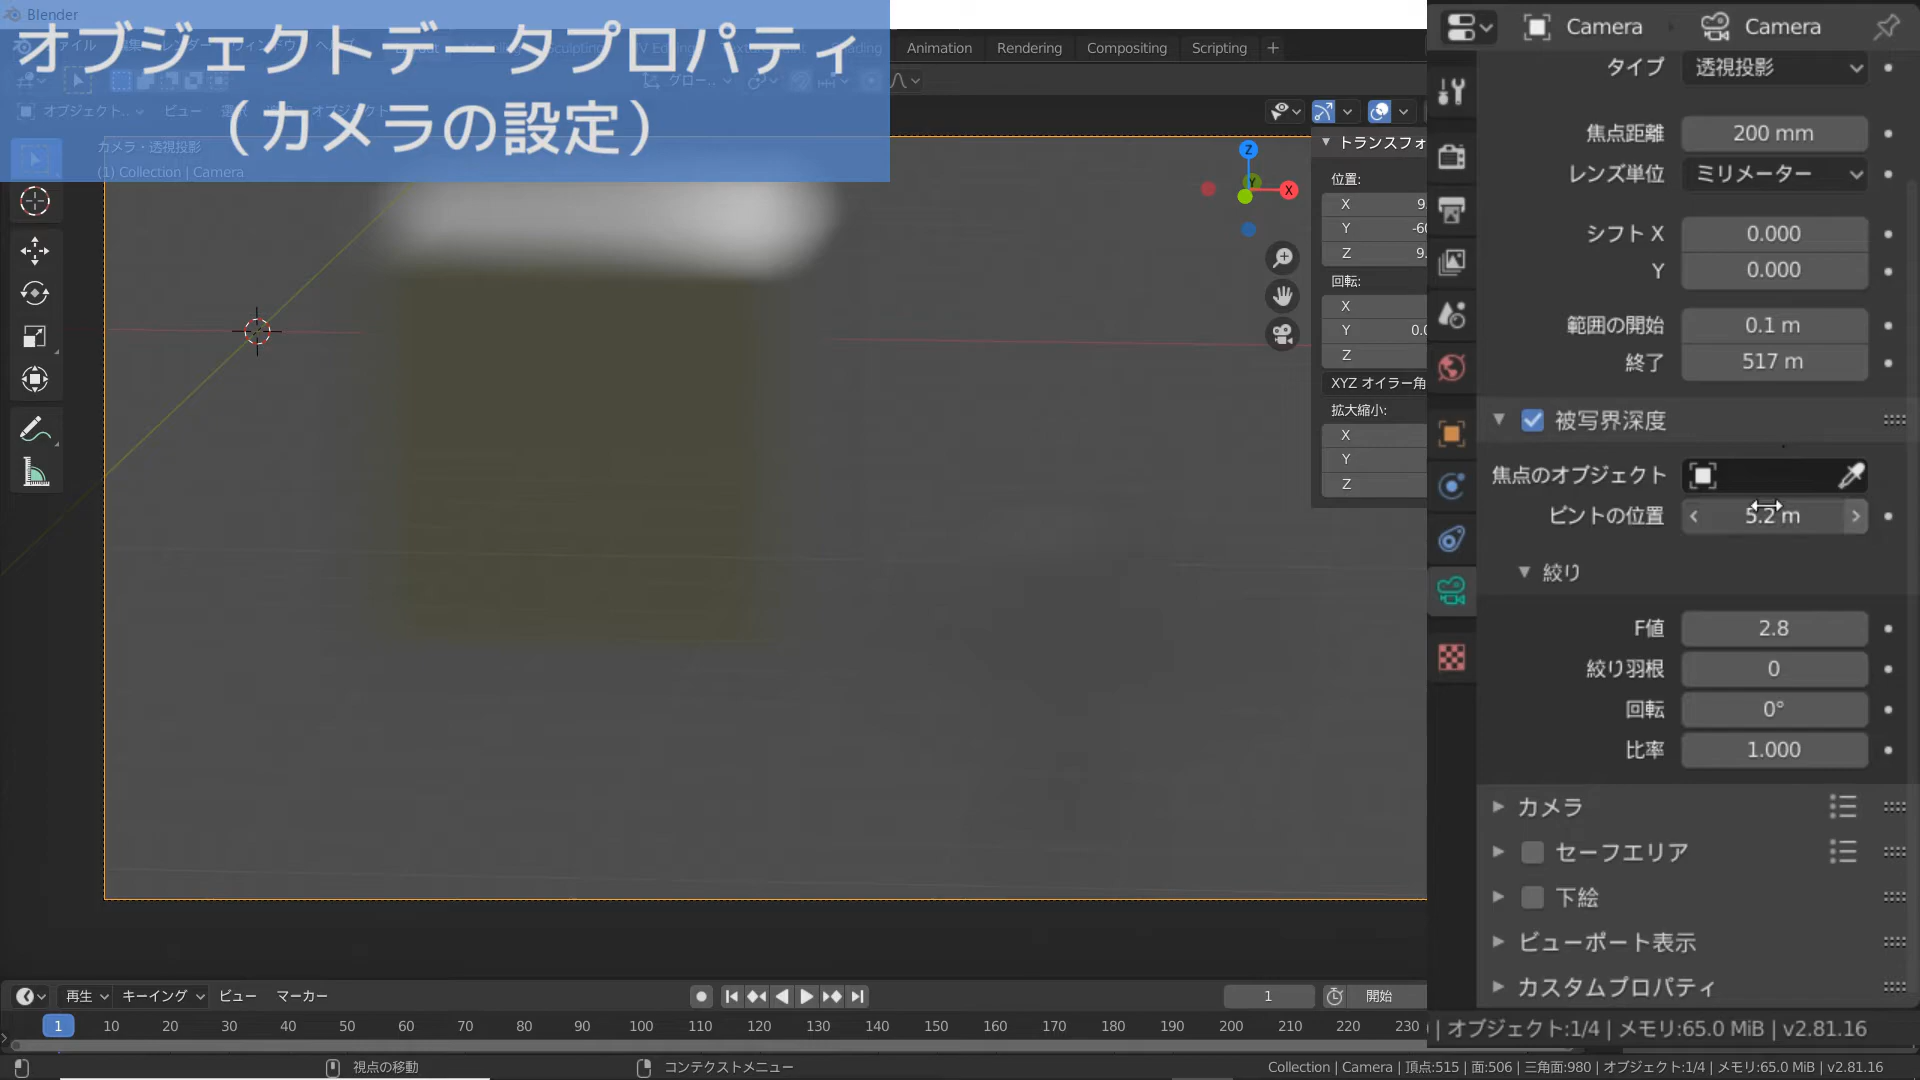 Blender
オブジェクトデータプロパティ
（カメラの設定）
Animation
Rendering
Compositing
Scripting
+
オブジェクト..
ビュー
カメラ・透視投影
(1) Collection | Camera
トランスフォ
位置:
X 9.
Y -60
Z 9.
回転:
X
Y 0.0
Z
XYZ オイラー角
拡大縮小:
X
Y
Z
Z
Y
X
Camera
Camera
タイプ 透視投影
焦点距離 200 mm
レンズ単位 ミリメーター
シフト X 0.000
Y 0.000
範囲の開始 0.1 m
終了 517 m
被写界深度
焦点のオブジェクト
ピントの位置 5.2 m
絞り
F値 2.8
絞り羽根 0
回転 0°
比率 1.000
カメラ
セーフエリア
下絵
ビューポート表示
カスタムプロパティ
| オブジェクト:1/4 | メモリ:65.0 MiB | v2.81.16
再生
キーイング
ビュー
マーカー
1
開始
1 10 20 30 40 50 60 70 80 90 100 110 120 130 140 150 160 170 180 190 200 210 220 230
視点の移動
コンテクストメニュー
Collection | Camera | 頂点:515 | 面:506 | 三角面:980 | オブジェクト:1/4 | メモリ:65.0 MiB | v2.81.16